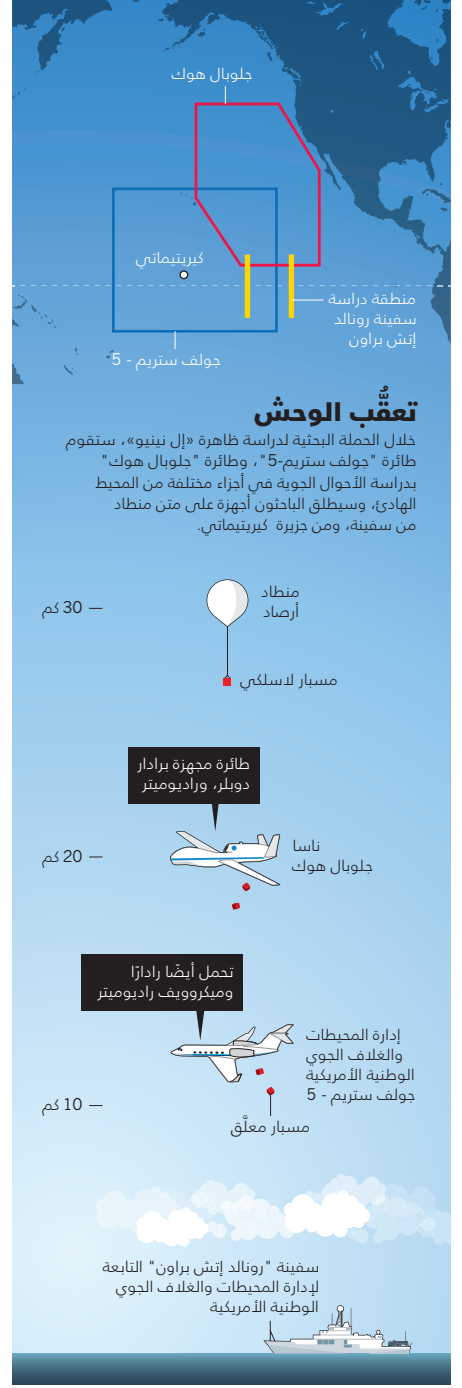 جلوبال هوك
كيريتيماتي
منطقة دراسة
سفينة رونالد
إتش براون
جولف ستريم - 5
تعقُّب الوحش
خلال الحملة البحثية لدراسة ظاهرة «إل نينيو»، ستقوم
طائرة "جولف ستريم-5"، وطائرة "جلوبال هوك"
بدراسة الأحوال الجوية في أجزاء مختلفة من المحيط
الهادئ، وسيطلق الباحثون أجهزة على متن منطاد
من سفينة، ومن جزيرة كيريتيماتي.
منطاد
أرصاد
30 كم
مسبار لاسلكي
طائرة مجهزة برادار
دوبلر، وراديوميتر
ناسا
جلوبال هوك
20 كم
تحمل أيضًا رادارًا
وميكروويف راديوميتر
إدارة المحيطات
والغلاف الجوي
الوطنية الأمريكية
جولف ستريم - 5
10 كم
مسبار معلَّق
سفينة "رونالد إتش براون" التابعة
لإدارة المحيطات والغلاف الجوي
الوطنية الأمريكية